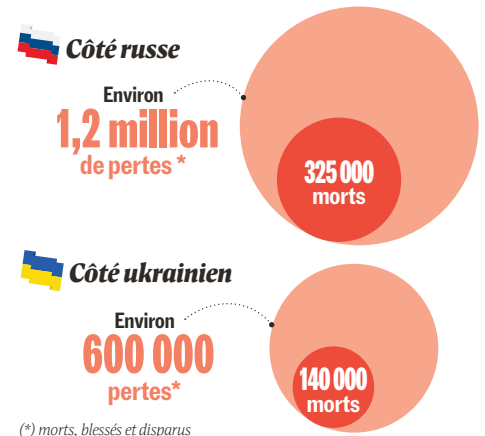 Côté russe
Environ
1,2 million
de pertes *
325 000
morts
Côté ukrainien
Environ
600 000
pertes*
140 000
morts
(*) morts, blessés et disparus